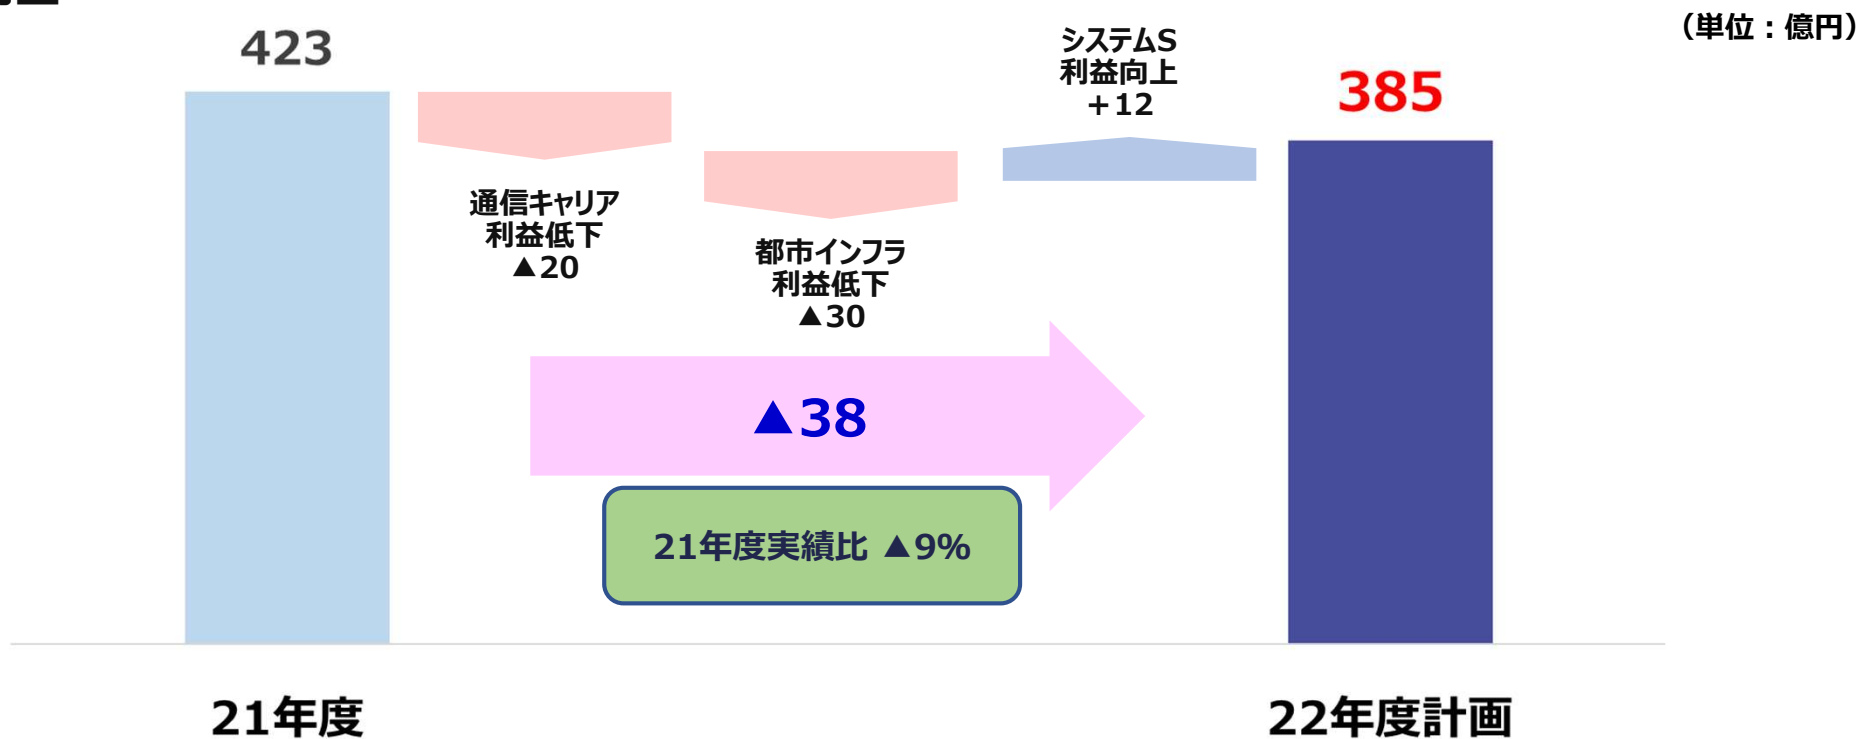 (単位：億円)
423
システムS
利益向上
＋12
385
通信キャリア
利益低下
▲20
都市インフラ
利益低下
▲30
▲38
21年度実績比 ▲9%
21年度
22年度計画